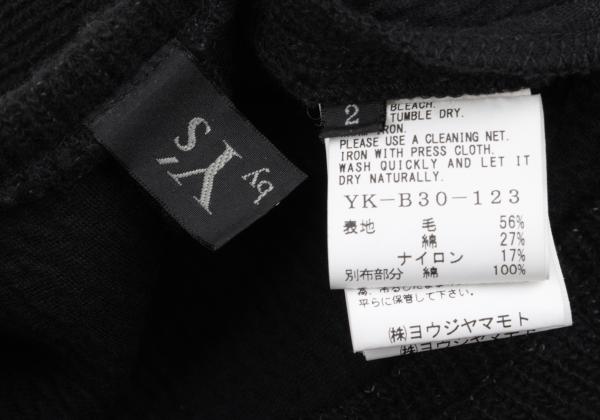 Y's
by
2
BLEACH.
TUMBLE DRY.
IRON.
PLEASE USE A CLEANING NET.
IRON WITH PRESS CLOTH.
WASH QUICKLY AND LET IT
DRY NATURALLY.
YK-B30-123
表地 毛 56%
綿 27%
ナイロン 17%
別布部分 綿 100%
平らに保管して下さい。
㈱ヨウジヤマモト